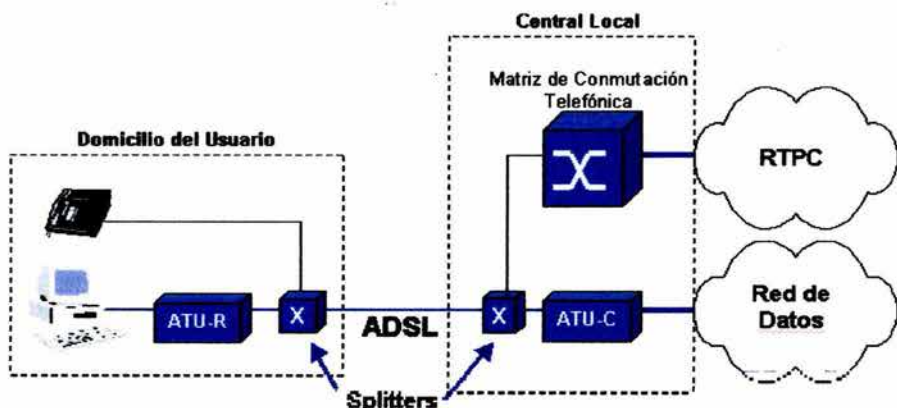 Central Local
Matriz de Conmutación
Telefónica
Domicilio del Usuario
RTPC
ATU-R
X
ADSL
X
ATU-C
Red de
Datos
Splitters